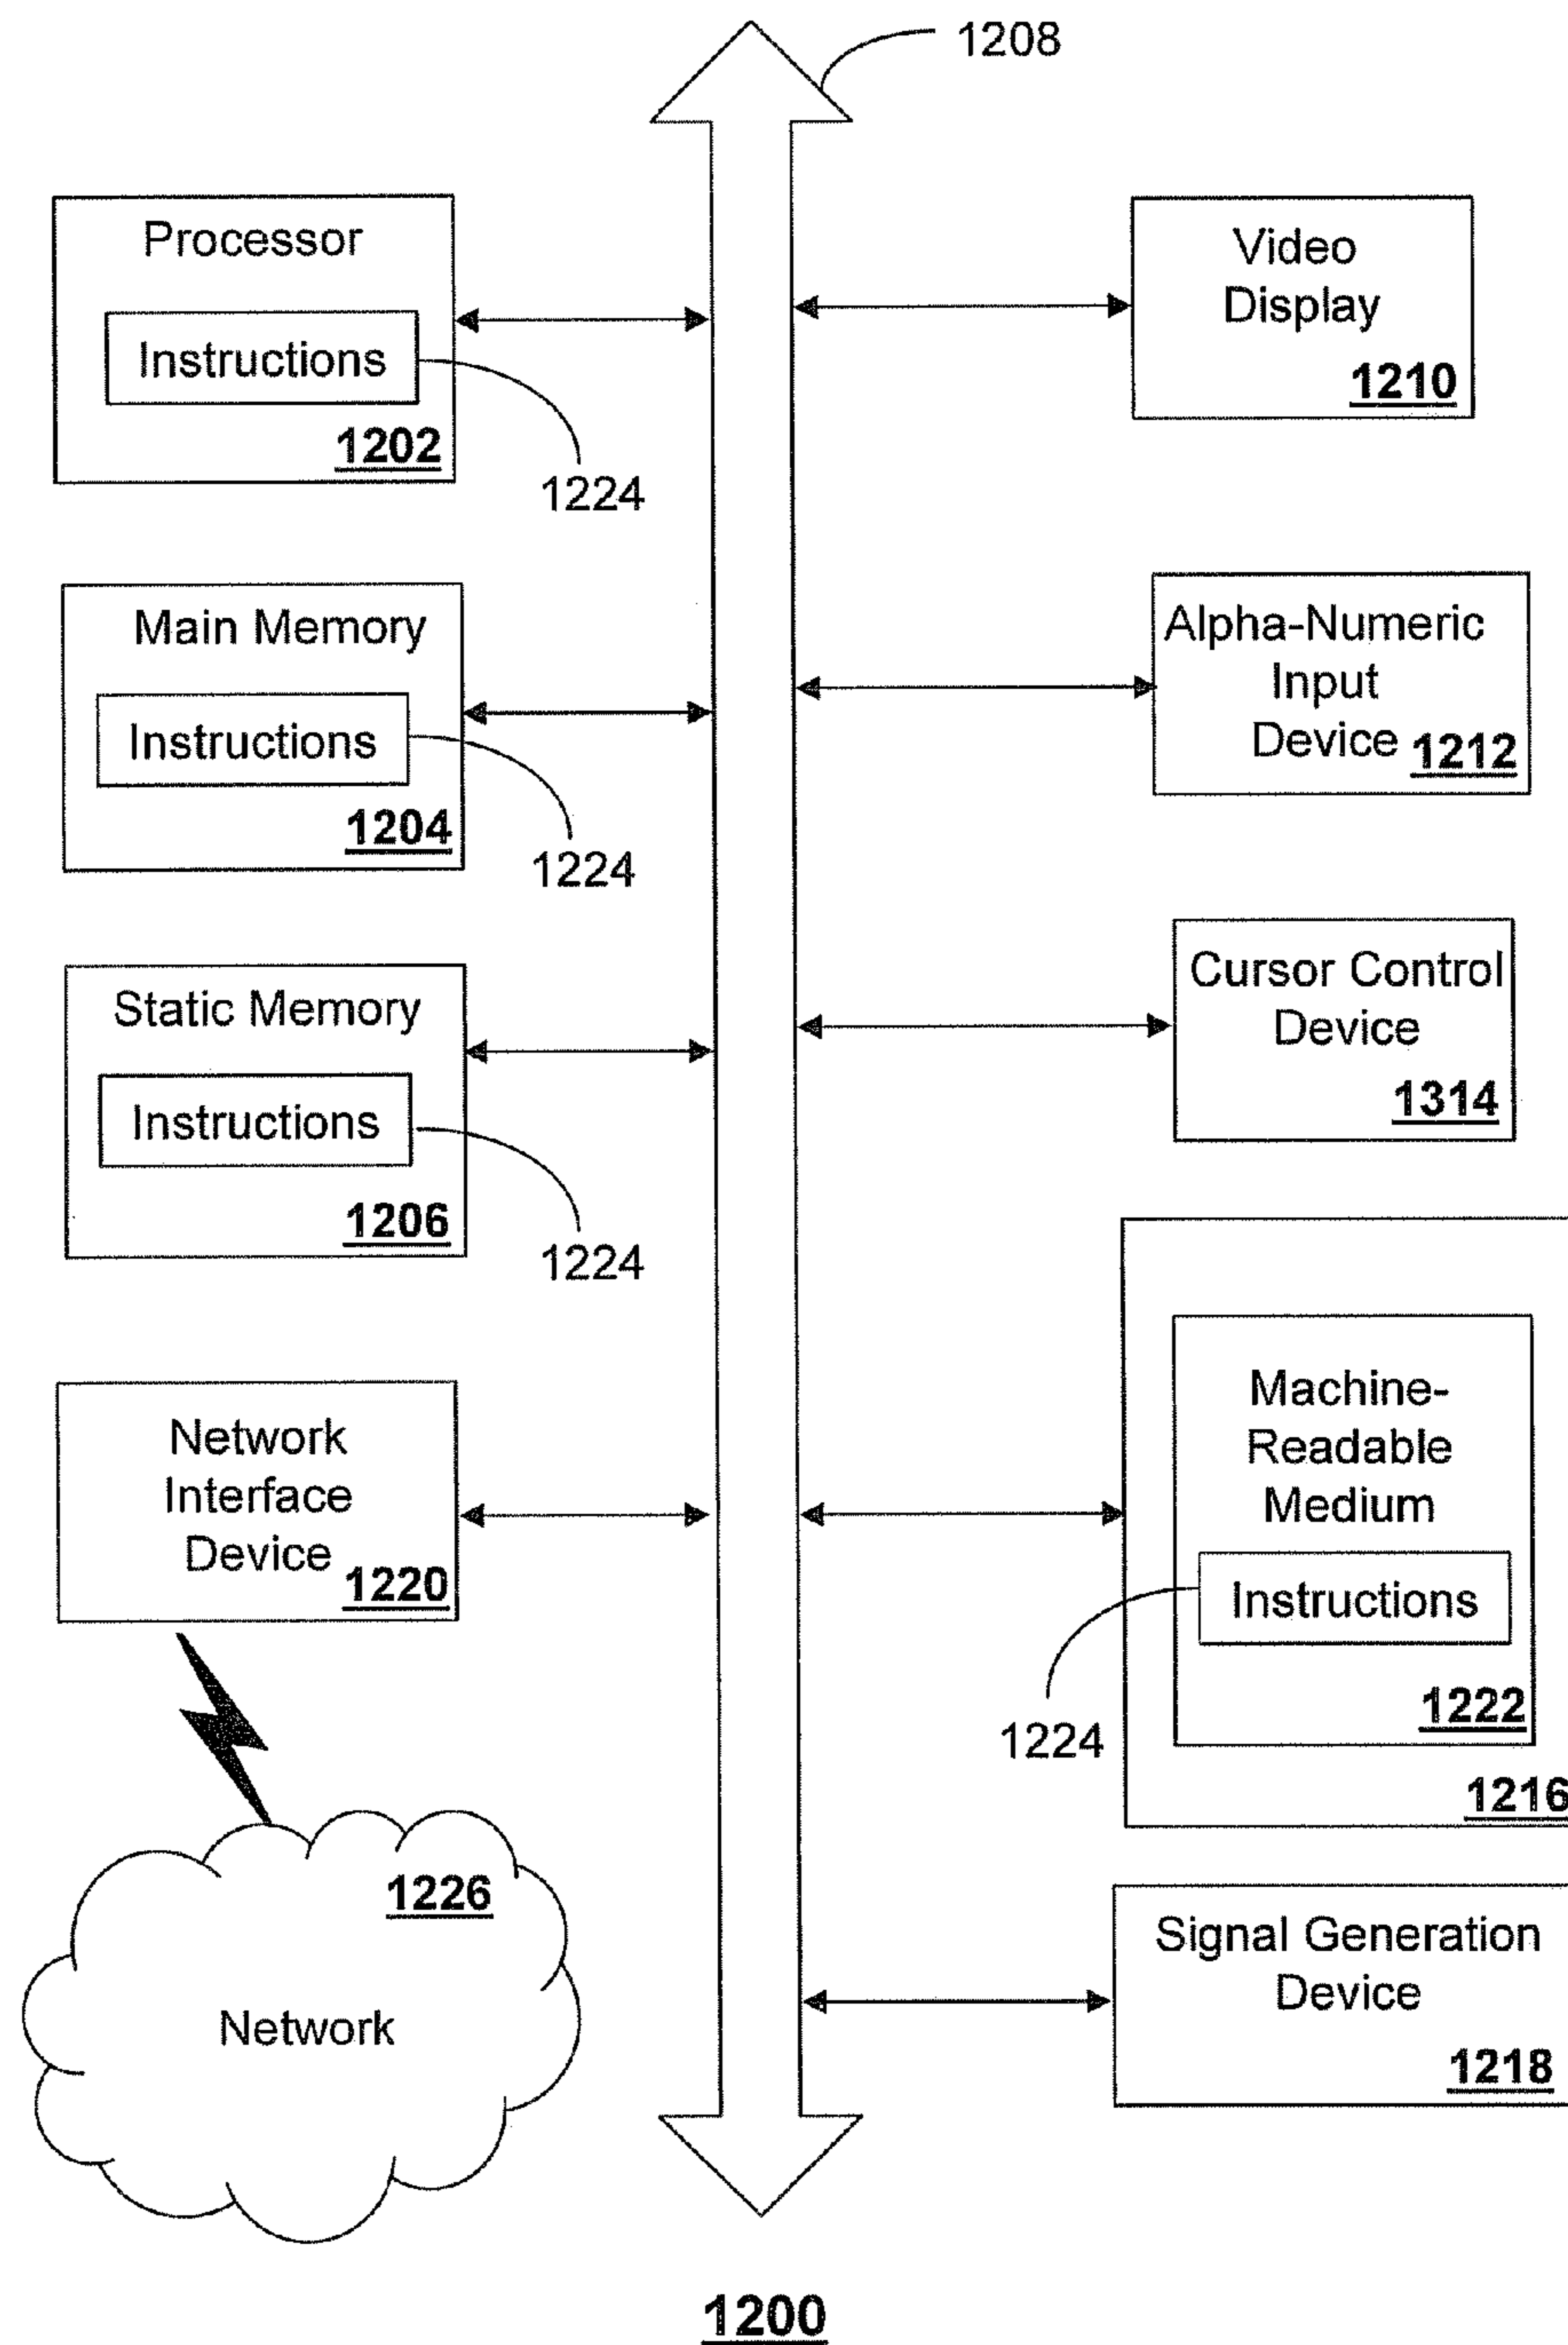 1208
Processor
Instructions
1202
1224
Main Memory
Instructions
1204
1224
Static Memory
Instructions
1206
1224
Network
Interface
Device
1220
1226
Network
Video
Display
1210
Alpha-Numeric
Input
Device 1212
Cursor Control
Device
1314
Machine-
Readable
Medium
Instructions
1224
1222
1216
Signal Generation
Device
1218
1200